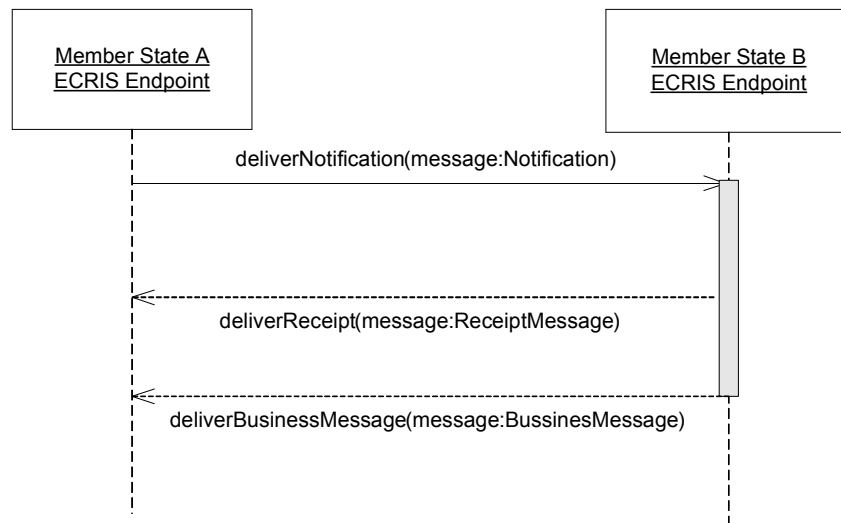 Member State A
ECRIS Endpoint
Member State B
ECRIS Endpoint
deliverNotification(message:Notification)
deliverReceipt(message:ReceiptMessage)
deliverBusinessMessage(message:BussinesMessage)